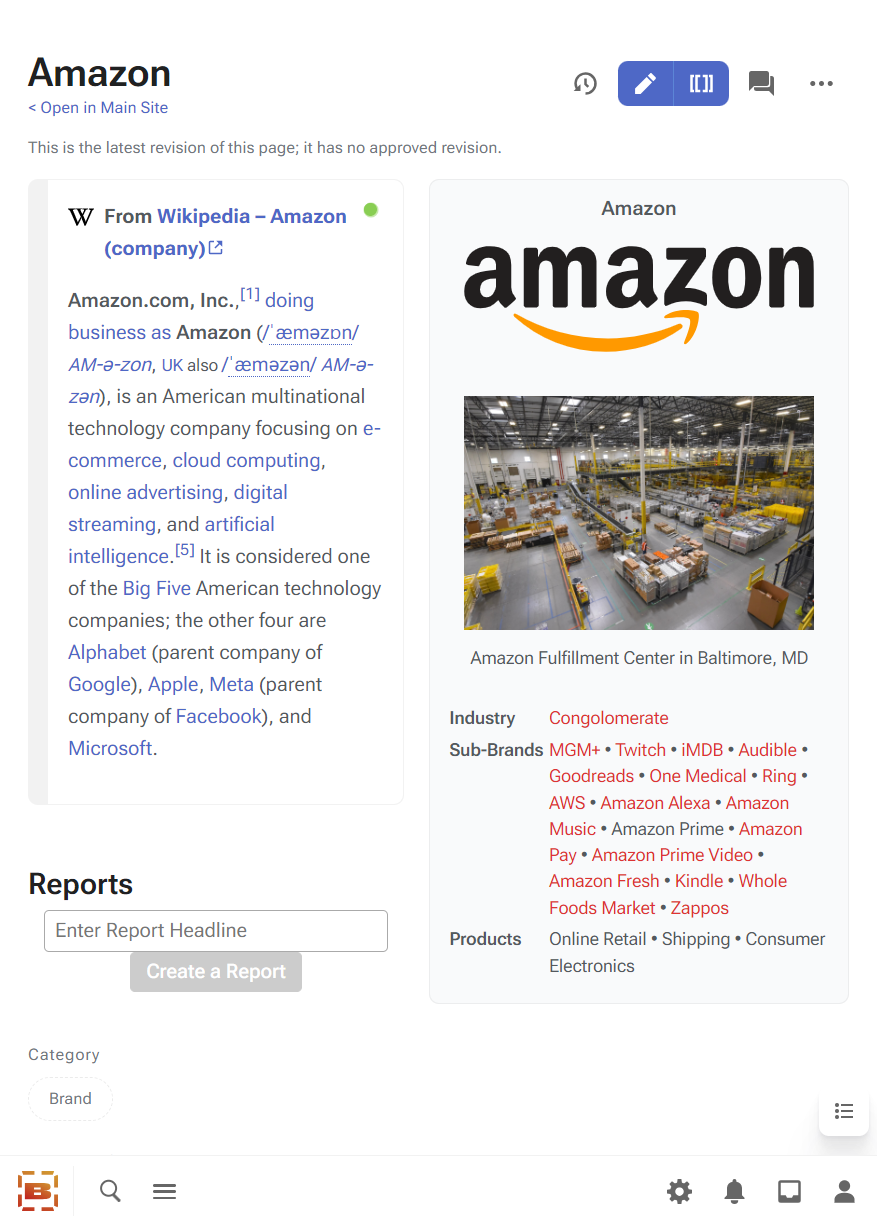 Amazon
< Open in Main Site
This is the latest revision of this page; it has no approved revision.
W From Wikipedia – Amazon
(company)
Amazon.com, Inc.,[1] doing
business as Amazon (/ˈæməzɒn/
AM-ə-zon, UK also /ˈæməzən/ AM-ə-
zən), is an American multinational
technology company focusing on e-
commerce, cloud computing,
online advertising, digital
streaming, and artificial
intelligence.[5] It is considered one
of the Big Five American technology
companies; the other four are
Alphabet (parent company of
Google), Apple, Meta (parent
company of Facebook), and
Microsoft.
Reports
Enter Report Headline
Create a Report
Amazon
amazon
Amazon Fulfillment Center in Baltimore, MD
Industry Congolomerate
Sub-Brands MGM+ • Twitch • iMDB • Audible •
Goodreads • One Medical • Ring •
AWS • Amazon Alexa • Amazon
Music • Amazon Prime • Amazon
Pay • Amazon Prime Video •
Amazon Fresh • Kindle • Whole
Foods Market • Zappos
Products Online Retail • Shipping • Consumer
Electronics
Category
Brand
B